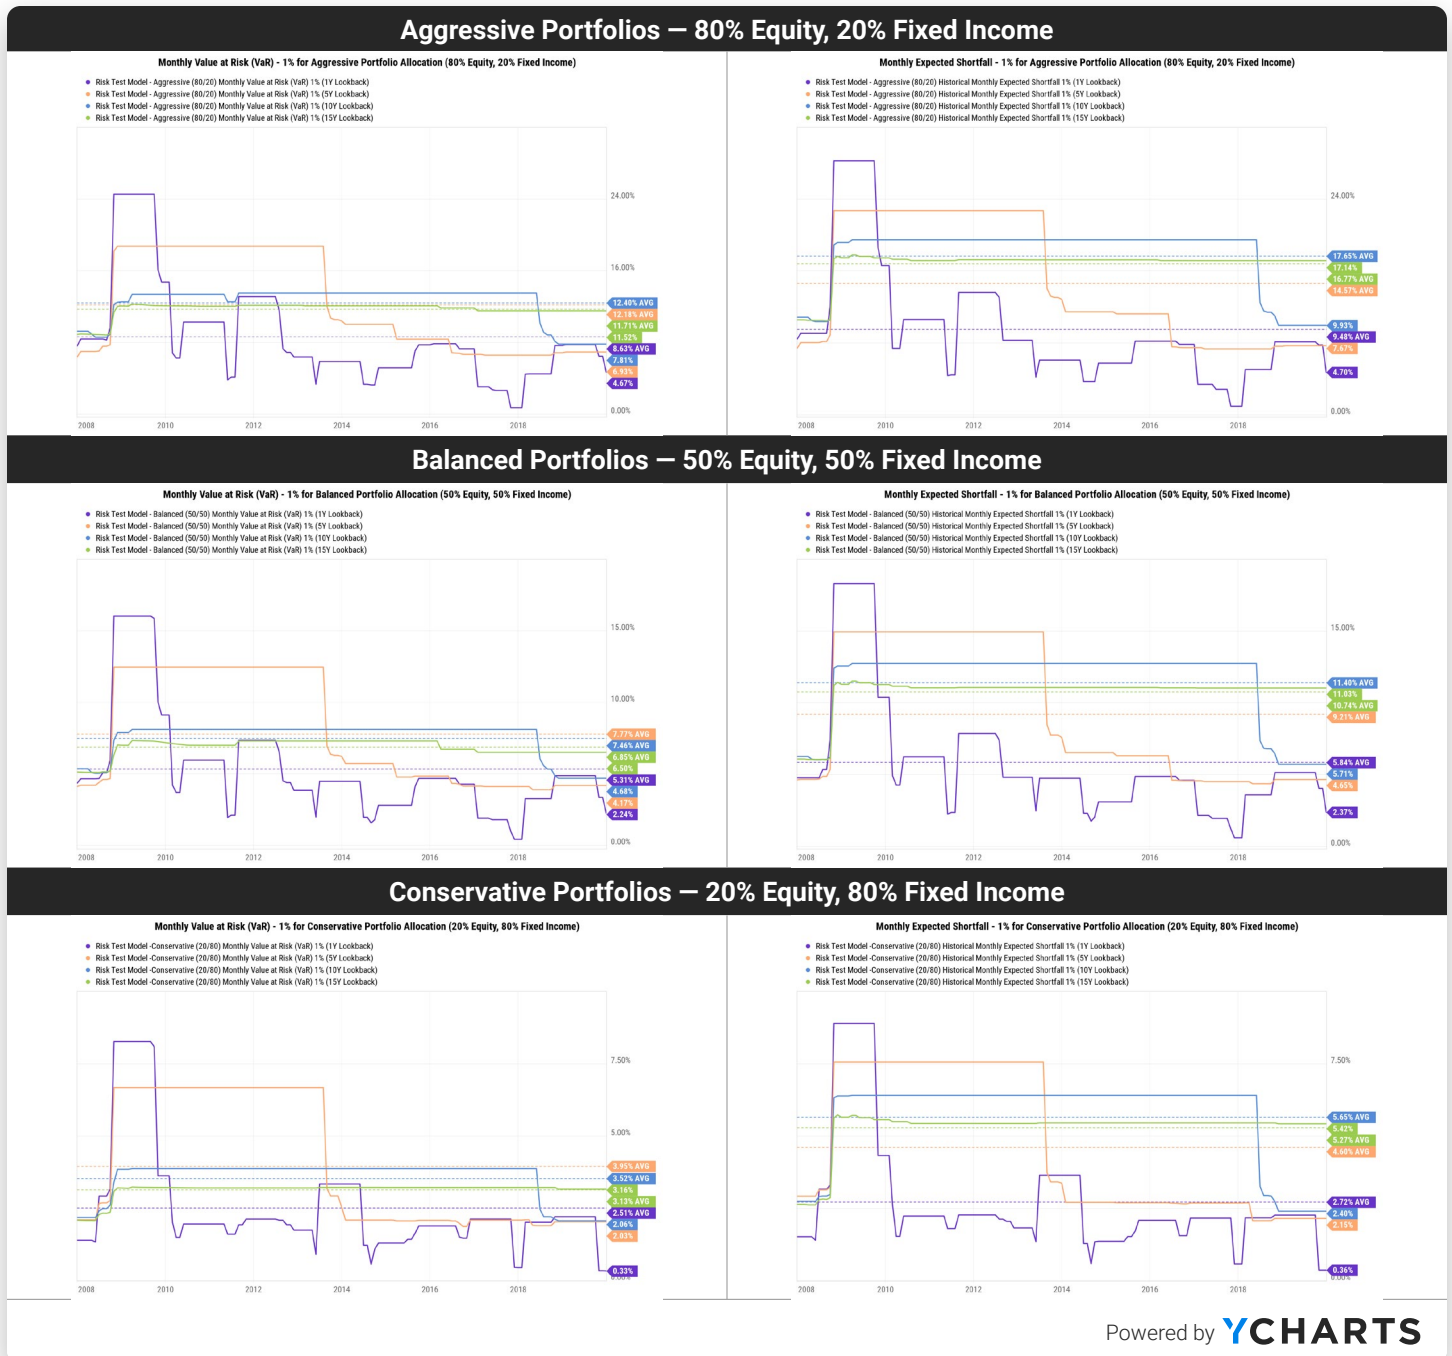 Aggressive Portfolios — 80% Equity, 20% Fixed Income
Monthly Value at Risk (VaR) - 1% for Aggressive Portfolio Allocation (80% Equity, 20% Fixed Income)
Risk Test Model - Aggressive (80/20) Monthly Value at Risk (VaR) 1% (1Y Lookback)
Risk Test Model - Aggressive (80/20) Monthly Value at Risk (VaR) 1% (5Y Lookback)
Risk Test Model - Aggressive (80/20) Monthly Value at Risk (VaR) 1% (10Y Lookback)
Risk Test Model - Aggressive (80/20) Monthly Value at Risk (VaR) 1% (15Y Lookback)
24.00%
16.00%
12.40% AVG
12.18% AVG
11.71% AVG
11.52%
8.63% AVG
7.81%
6.93%
4.67%
0.00%
2008 2010 2012 2014 2016 2018
Monthly Expected Shortfall - 1% for Aggressive Portfolio Allocation (80% Equity, 20% Fixed Income)
Risk Test Model - Aggressive (80/20) Historical Monthly Expected Shortfall 1% (1Y Lookback)
Risk Test Model - Aggressive (80/20) Historical Monthly Expected Shortfall 1% (5Y Lookback)
Risk Test Model - Aggressive (80/20) Historical Monthly Expected Shortfall 1% (10Y Lookback)
Risk Test Model - Aggressive (80/20) Historical Monthly Expected Shortfall 1% (15Y Lookback)
24.00%
17.65% AVG
17.14%
16.77% AVG
14.57% AVG
9.93%
9.48% AVG
7.67%
4.70%
0.00%
2008 2010 2012 2014 2016 2018
Balanced Portfolios — 50% Equity, 50% Fixed Income
Monthly Value at Risk (VaR) - 1% for Balanced Portfolio Allocation (50% Equity, 50% Fixed Income)
Risk Test Model - Balanced (50/50) Monthly Value at Risk (VaR) 1% (1Y Lookback)
Risk Test Model - Balanced (50/50) Monthly Value at Risk (VaR) 1% (5Y Lookback)
Risk Test Model - Balanced (50/50) Monthly Value at Risk (VaR) 1% (10Y Lookback)
Risk Test Model - Balanced (50/50) Monthly Value at Risk (VaR) 1% (15Y Lookback)
15.00%
10.00%
7.77% AVG
7.46% AVG
6.85% AVG
6.50%
5.31% AVG
4.68%
4.17%
2.24%
0.00%
2008 2010 2012 2014 2016 2018
Monthly Expected Shortfall - 1% for Balanced Portfolio Allocation (50% Equity, 50% Fixed Income)
Risk Test Model - Balanced (50/50) Historical Monthly Expected Shortfall 1% (1Y Lookback)
Risk Test Model - Balanced (50/50) Historical Monthly Expected Shortfall 1% (5Y Lookback)
Risk Test Model - Balanced (50/50) Historical Monthly Expected Shortfall 1% (10Y Lookback)
Risk Test Model - Balanced (50/50) Historical Monthly Expected Shortfall 1% (15Y Lookback)
15.00%
11.40% AVG
11.03%
10.74% AVG
9.21% AVG
5.84% AVG
5.71%
4.65%
2.37%
0.00%
2008 2010 2012 2014 2016 2018
Conservative Portfolios — 20% Equity, 80% Fixed Income
Monthly Value at Risk (VaR) - 1% for Conservative Portfolio Allocation (20% Equity, 80% Fixed Income)
Risk Test Model -Conservative (20/80) Monthly Value at Risk (VaR) 1% (1Y Lookback)
Risk Test Model -Conservative (20/80) Monthly Value at Risk (VaR) 1% (5Y Lookback)
Risk Test Model -Conservative (20/80) Monthly Value at Risk (VaR) 1% (10Y Lookback)
Risk Test Model -Conservative (20/80) Monthly Value at Risk (VaR) 1% (15Y Lookback)
7.50%
5.00%
3.95% AVG
3.52% AVG
3.16%
3.13% AVG
2.51% AVG
2.06%
2.03%
0.33%
0.00%
2008 2010 2012 2014 2016 2018
Monthly Expected Shortfall - 1% for Conservative Portfolio Allocation (20% Equity, 80% Fixed Income)
Risk Test Model -Conservative (20/80) Historical Monthly Expected Shortfall 1% (1Y Lookback)
Risk Test Model -Conservative (20/80) Historical Monthly Expected Shortfall 1% (5Y Lookback)
Risk Test Model -Conservative (20/80) Historical Monthly Expected Shortfall 1% (10Y Lookback)
Risk Test Model -Conservative (20/80) Historical Monthly Expected Shortfall 1% (15Y Lookback)
7.50%
5.65% AVG
5.42%
5.27% AVG
4.60% AVG
2.72% AVG
2.40%
2.15%
0.36%
0.00%
2008 2010 2012 2014 2016 2018
Powered by YCHARTS